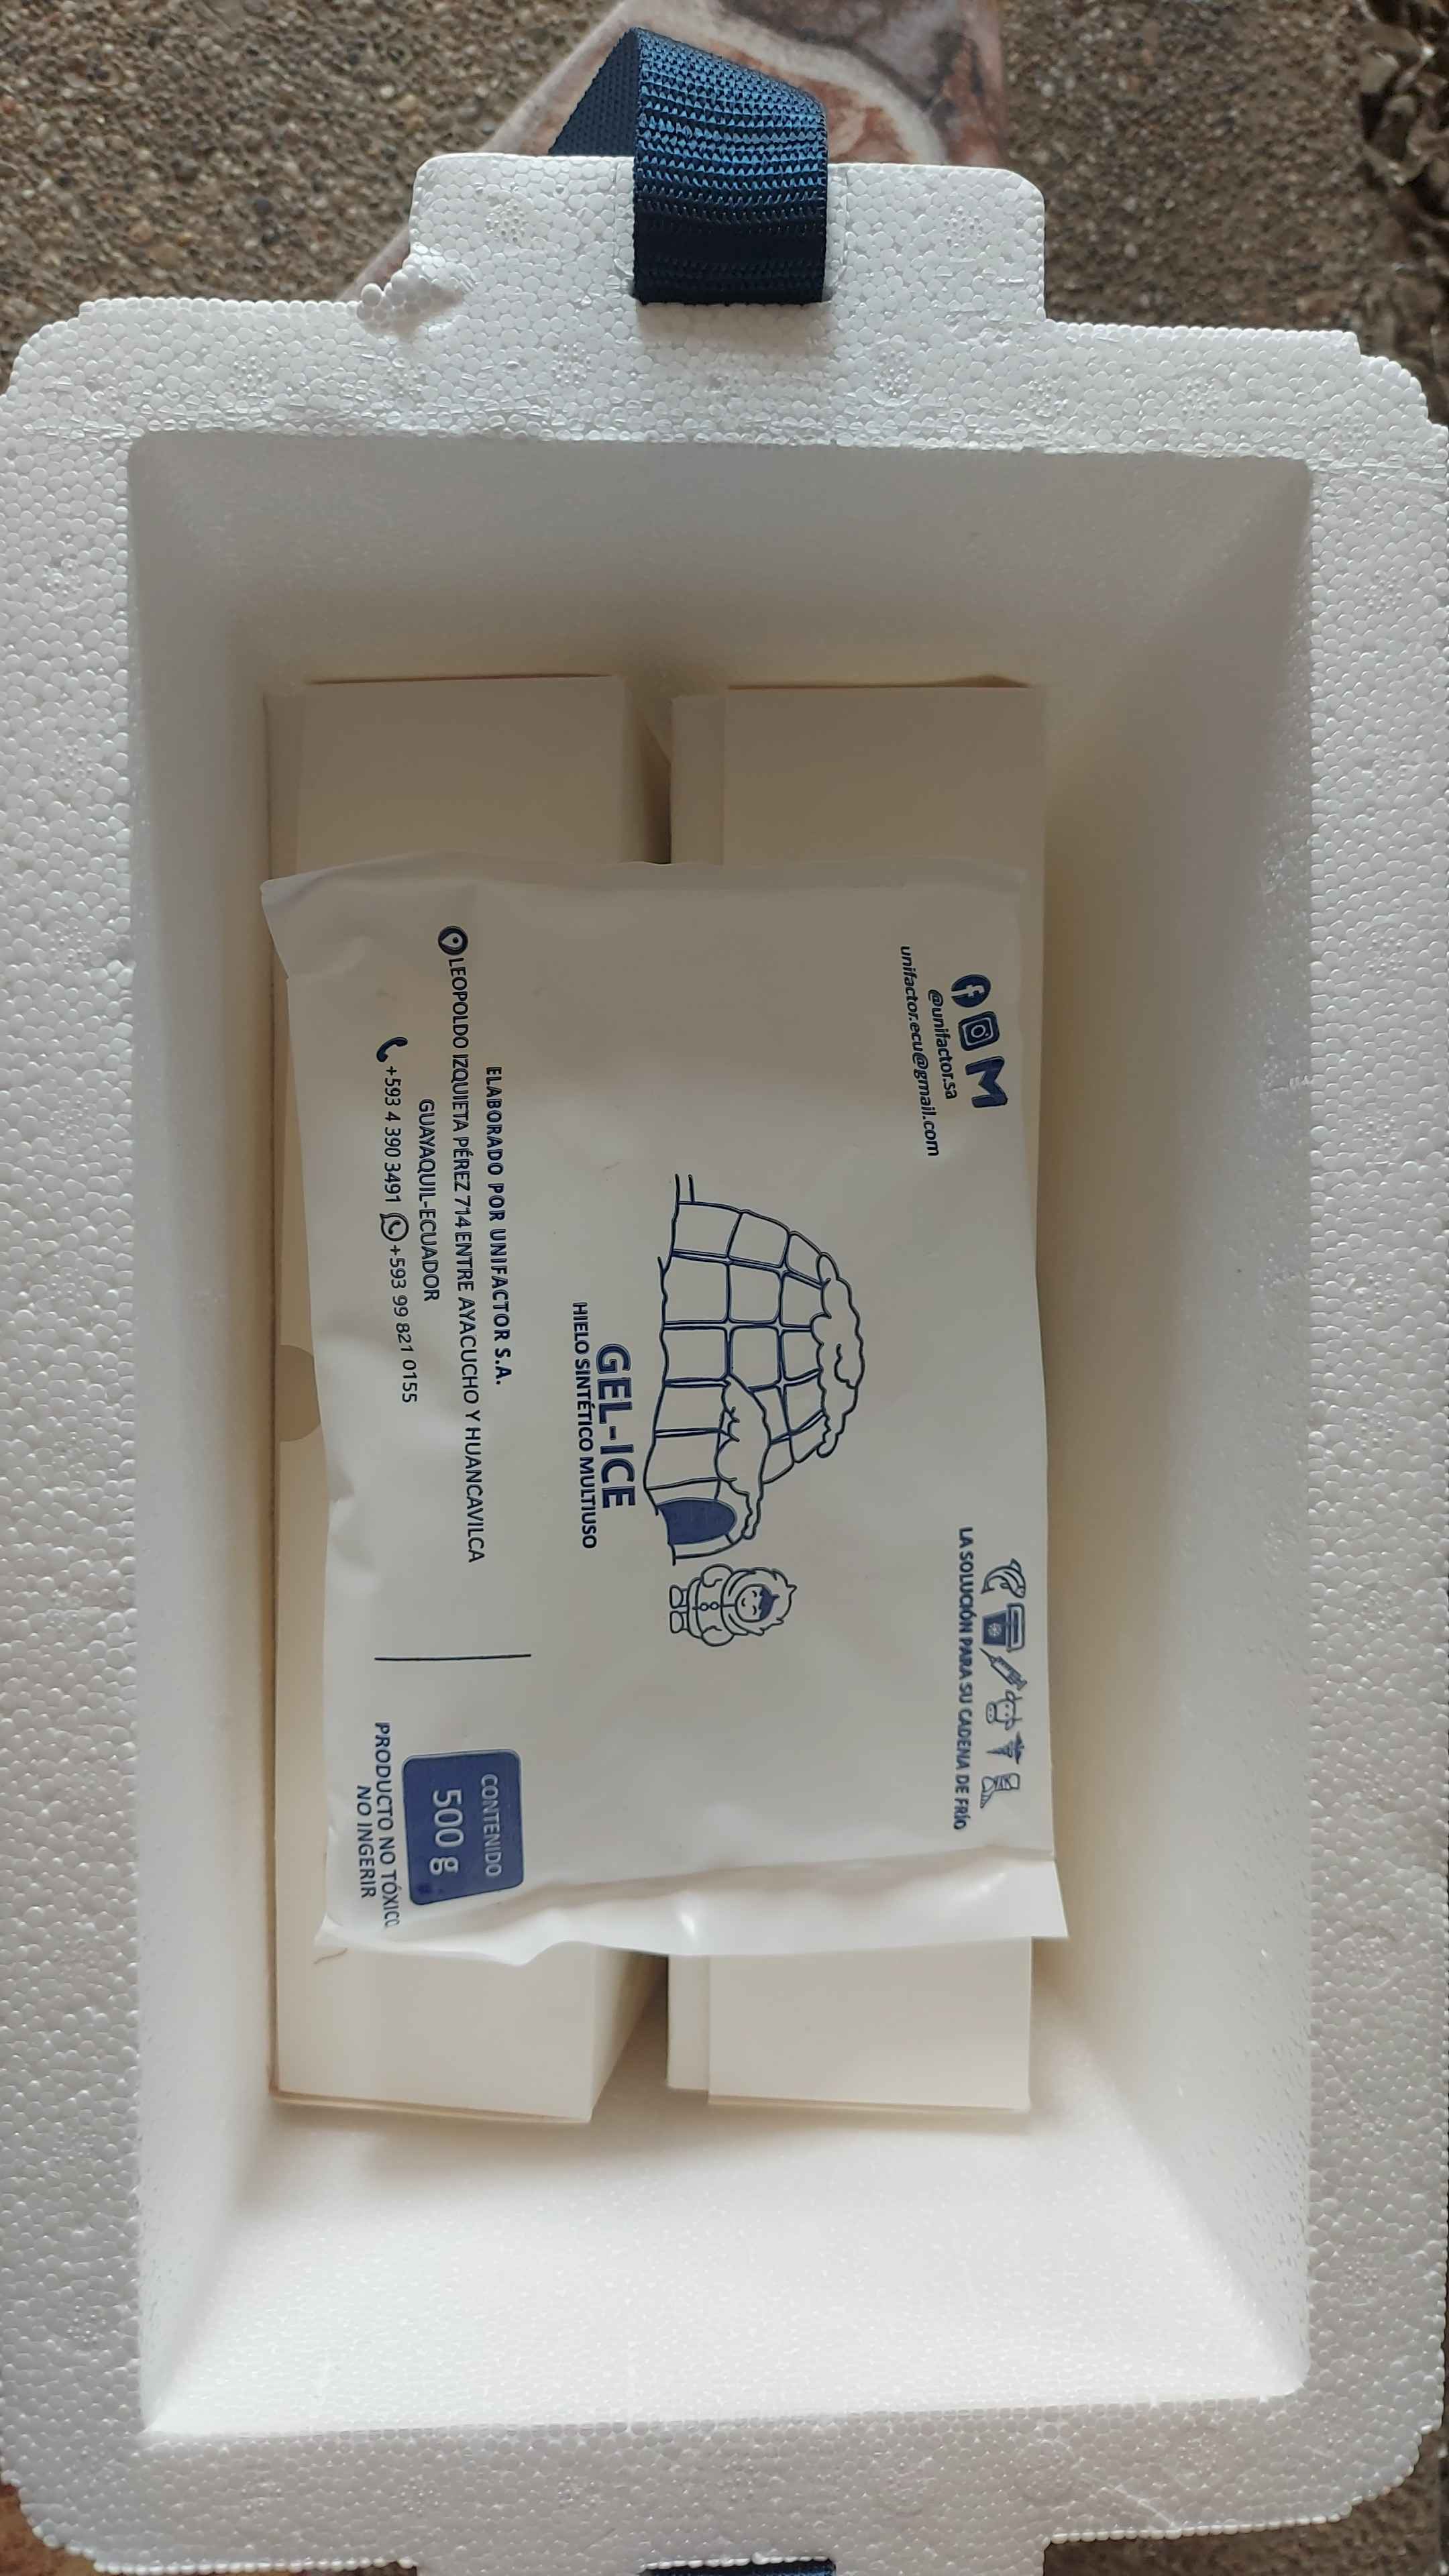 @unifactor.sa
unifactor.ecu@gmail.com
LA SOLUCIÓN PARA SU CADENA DE FRÍO
GEL-ICE
HIELO SINTÉTICO MULTIUSO
ELABORADO POR UNIFACTOR S.A.
LEOPOLDO IZQUIETA PÉREZ 714 ENTRE AYACUCHO Y HUANCAVILCA
GUAYAQUIL-ECUADOR
+593 4 390 3491 +593 99 821 0155
CONTENIDO
500 g
PRODUCTO NO TÓXICO
NO INGERIR